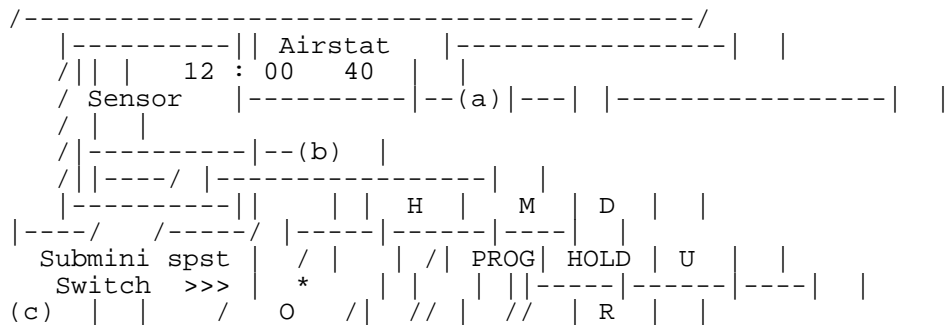 /-----------------------------------------/
|----------|| Airstat |-----------------| |
/|| | 12 : 00 40 | |
/ Sensor |----------|--(a)|---| |-----------------| |
/ | |
/|----------|--(b) |
/||----/ |-----------------| |
|----------|| | | H | M | D | |
|----/ /-----/ |-----|------|----| |
Submini spst | / | | /| PROG| HOLD | U | |
Switch >>> | * | | | ||-----|------|----| |
(c) | | / O /| // | // | R | |